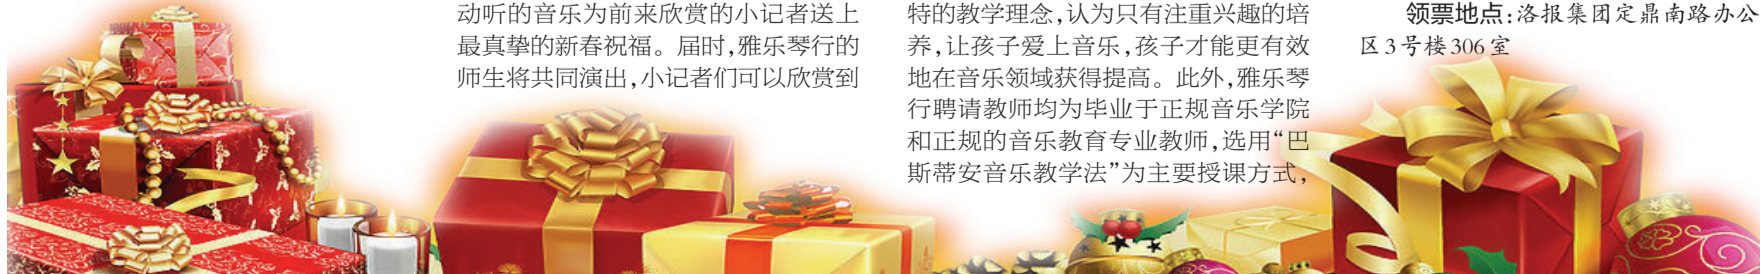 动听的音乐为前来欣赏的小记者送上
最真挚的新春祝福。届时,雅乐琴行的
师生将共同演出,小记者们可以欣赏到
特的教学理念,认为只有注重兴趣的培
养,让孩子爱上音乐,孩子才能更有效
地在音乐领域获得提高。此外,雅乐琴
行聘请教师均为毕业于正规音乐学院
和正规的音乐教育专业教师,选用“巴
斯蒂安音乐教学法”为主要授课方式,
领票地点:洛报集团定鼎南路办公
区3号楼306室